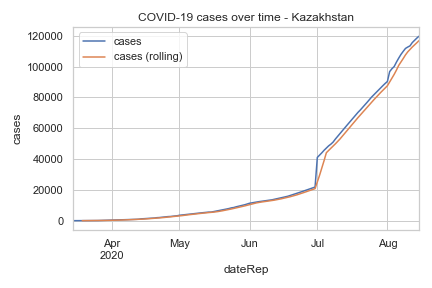 COVID-19 cases over time - Kazakhstan
cases
cases (rolling)
120000
100000
80000
60000
40000
20000
0
cases
Apr
2020
May
Jun
Jul
Aug
dateRep